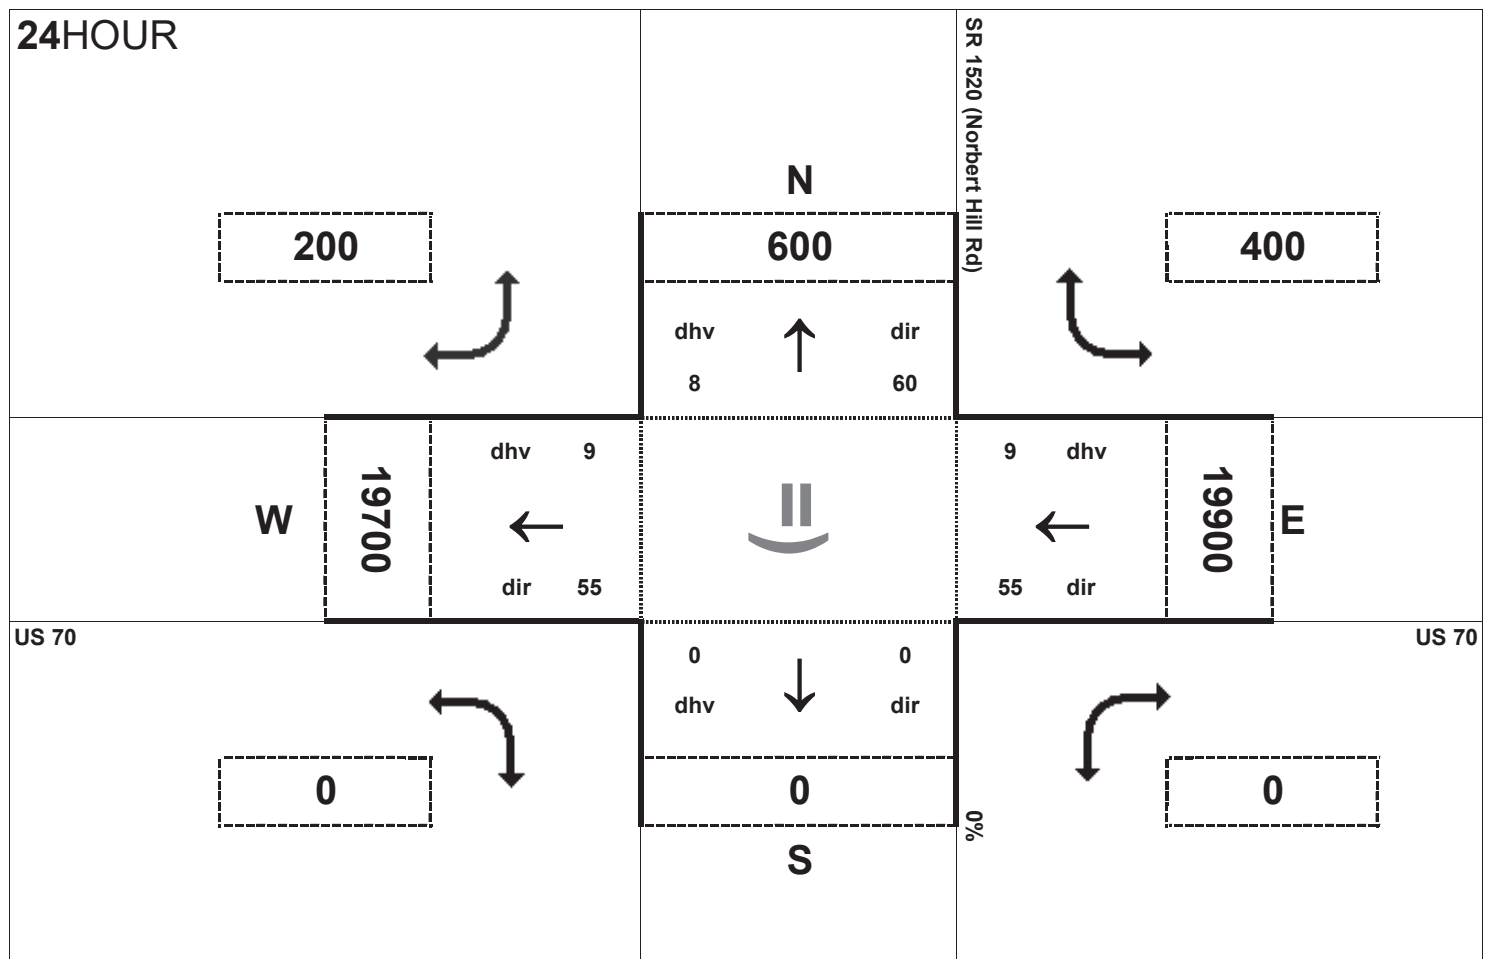 24HOUR
SR 1520 (Norbert Hill Rd)
N
200
600
400
dhv
dir
8
60
dhv 9
9 dhv
W
19700
19900
E
dir 55
55 dir
US 70
US 70
0
0
dhv
dir
0
0
0
0%
S